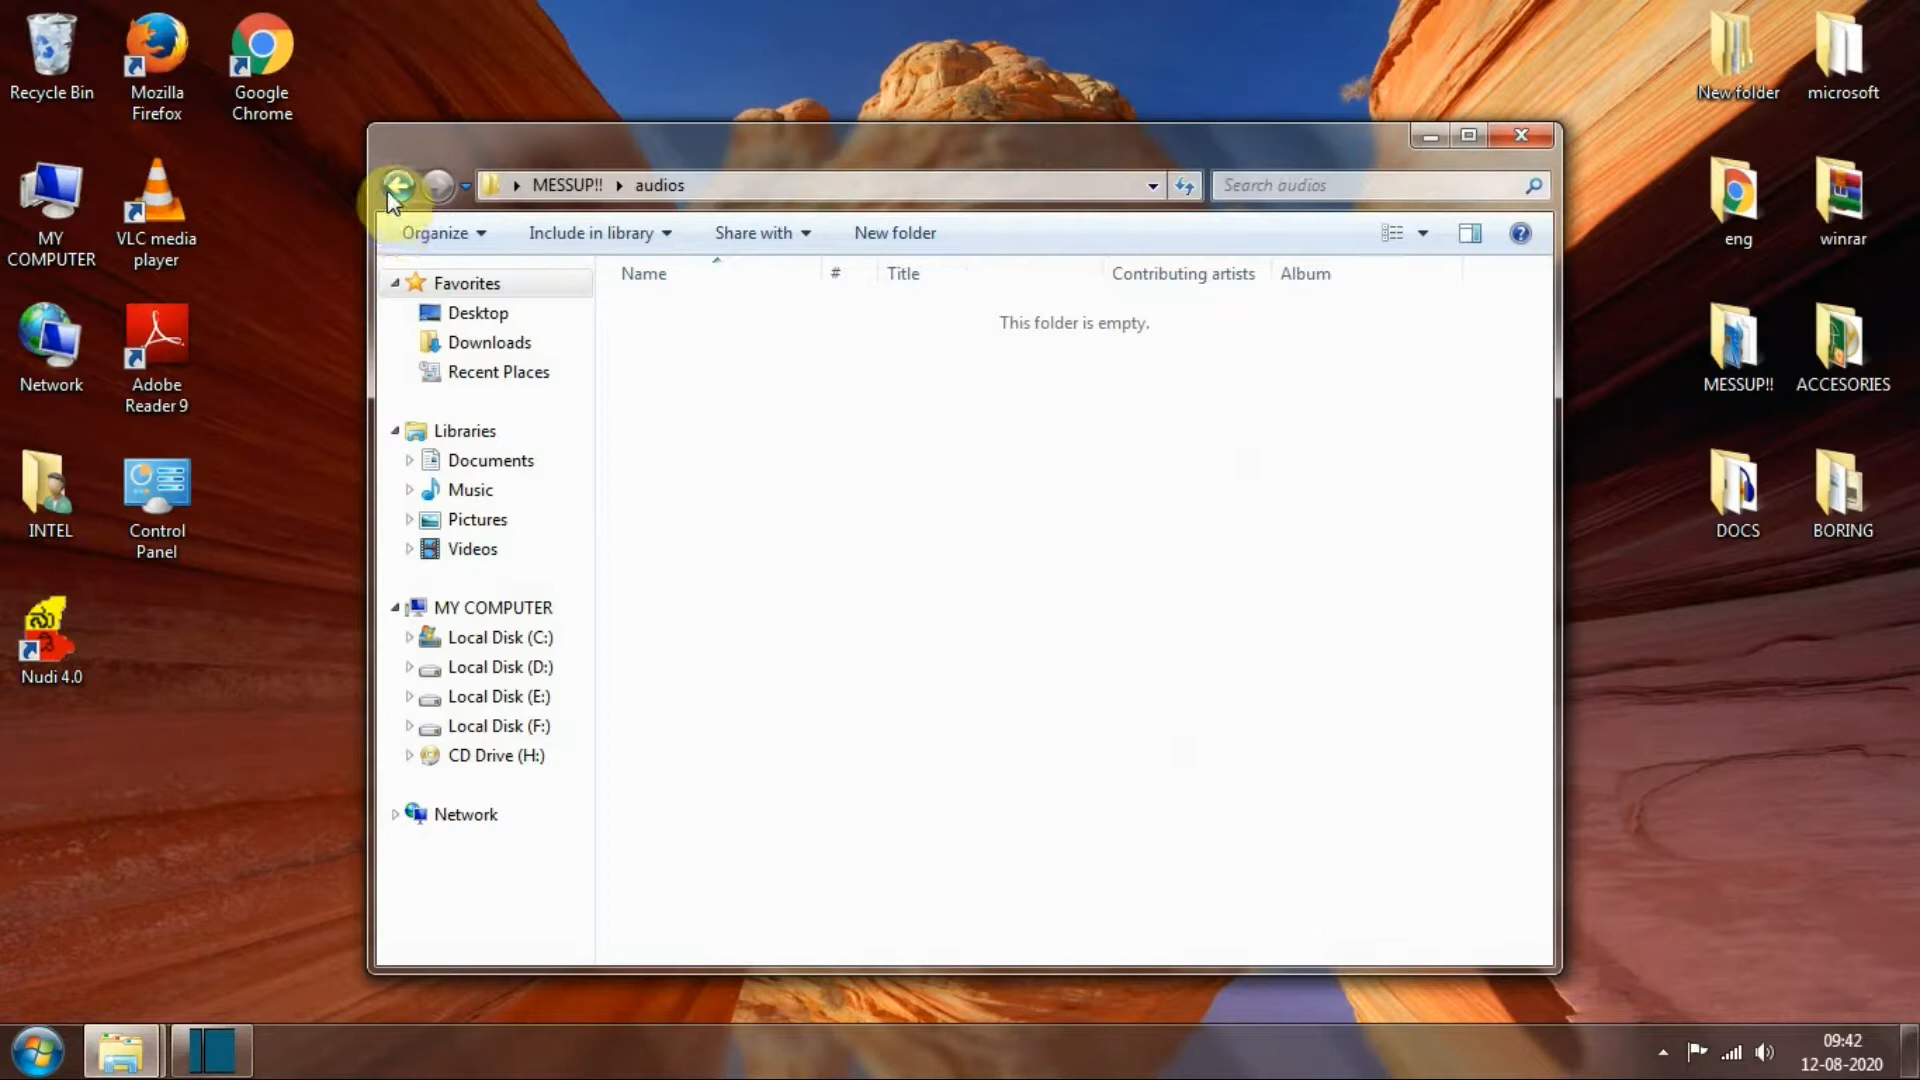 Recycle Bin
Mozilla
Firefox
Google
Chrome
MY
COMPUTER
VLC media
player
Network
Adobe
Reader 9
INTEL
Control
Panel
ನು
ಡಿ
Nudi 4.0
MESSUP!! audios
Search audios
Organize
Include in library
Share with
New folder
Name # Title Contributing artists Album
This folder is empty.
Favorites
Desktop
Downloads
Recent Places
Libraries
Documents
Music
Pictures
Videos
MY COMPUTER
Local Disk (C:)
Local Disk (D:)
Local Disk (E:)
Local Disk (F:)
CD Drive (H:)
Network
New folder
microsoft
eng
winrar
MESSUP!!
ACCESORIES
DOCS
BORING
09:42
12-08-2020